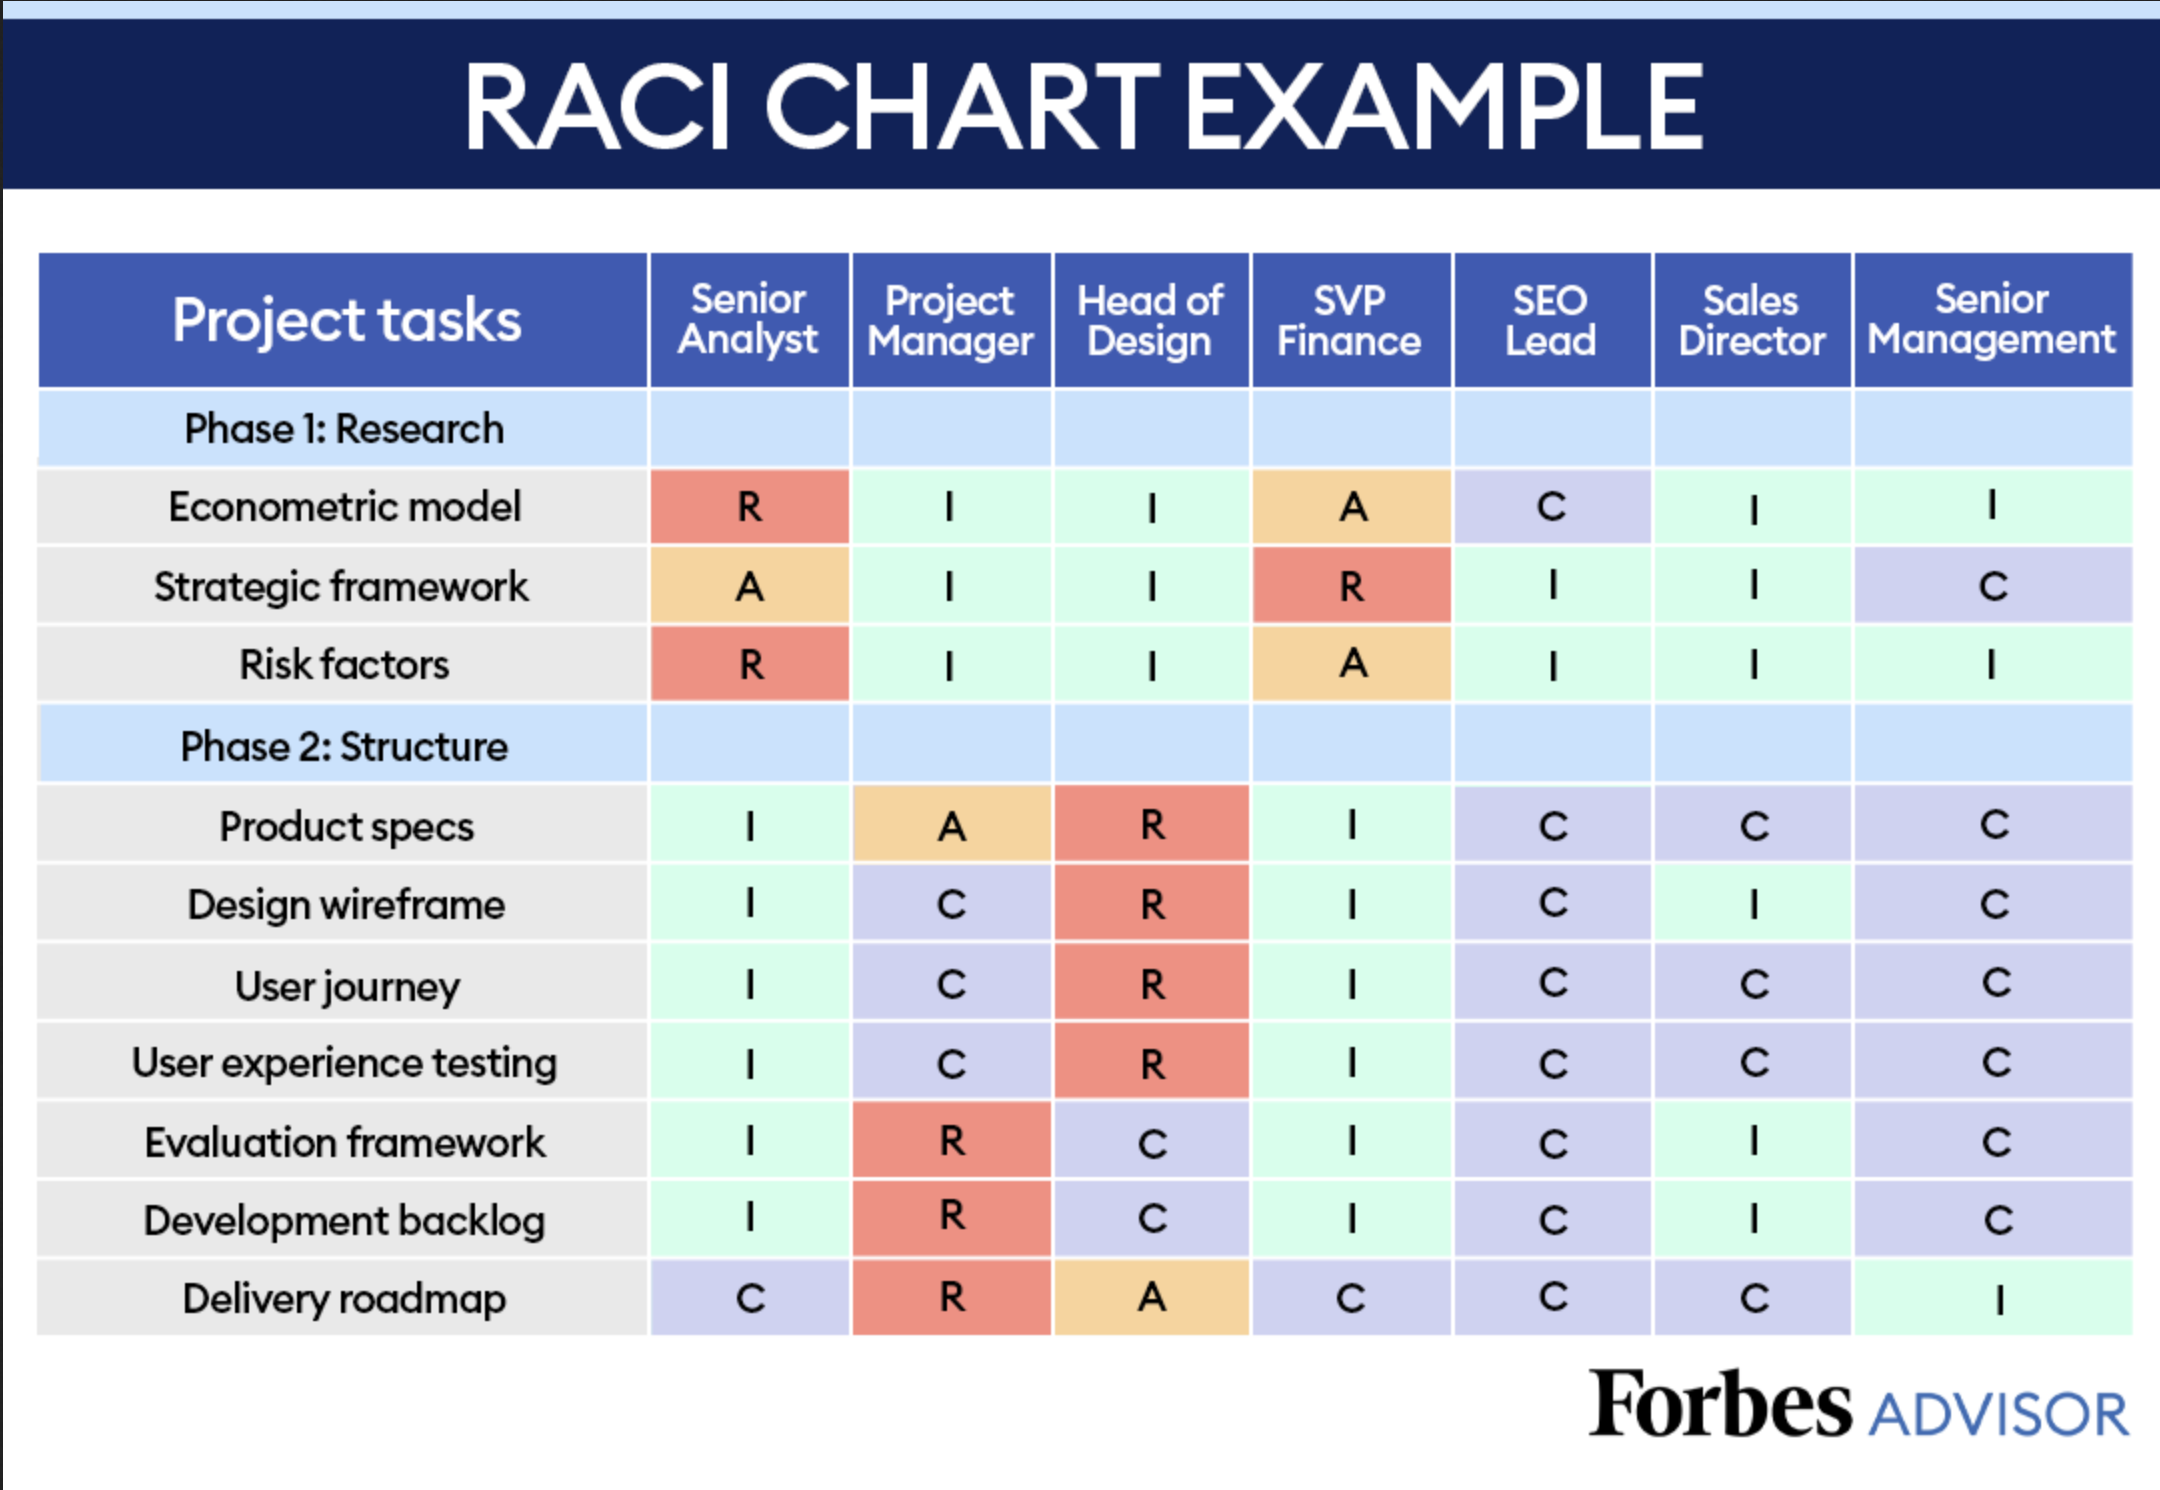 RACI CHART EXAMPLE
Project tasks Senior Analyst Project Manager Head of Design SVP Finance SEO Lead Sales Director Senior Management
Phase 1: Research
Econometric model R I I A C I I
Strategic framework A I I R I I C
Risk factors R I I A I I I
Phase 2: Structure
Product specs I A R I C C C
Design wireframe I C R I C I C
User journey I C R I C C C
User experience testing I C R I C C C
Evaluation framework I R C I C I C
Development backlog I R C I C I C
Delivery roadmap C R A C C C I
Forbes ADVISOR